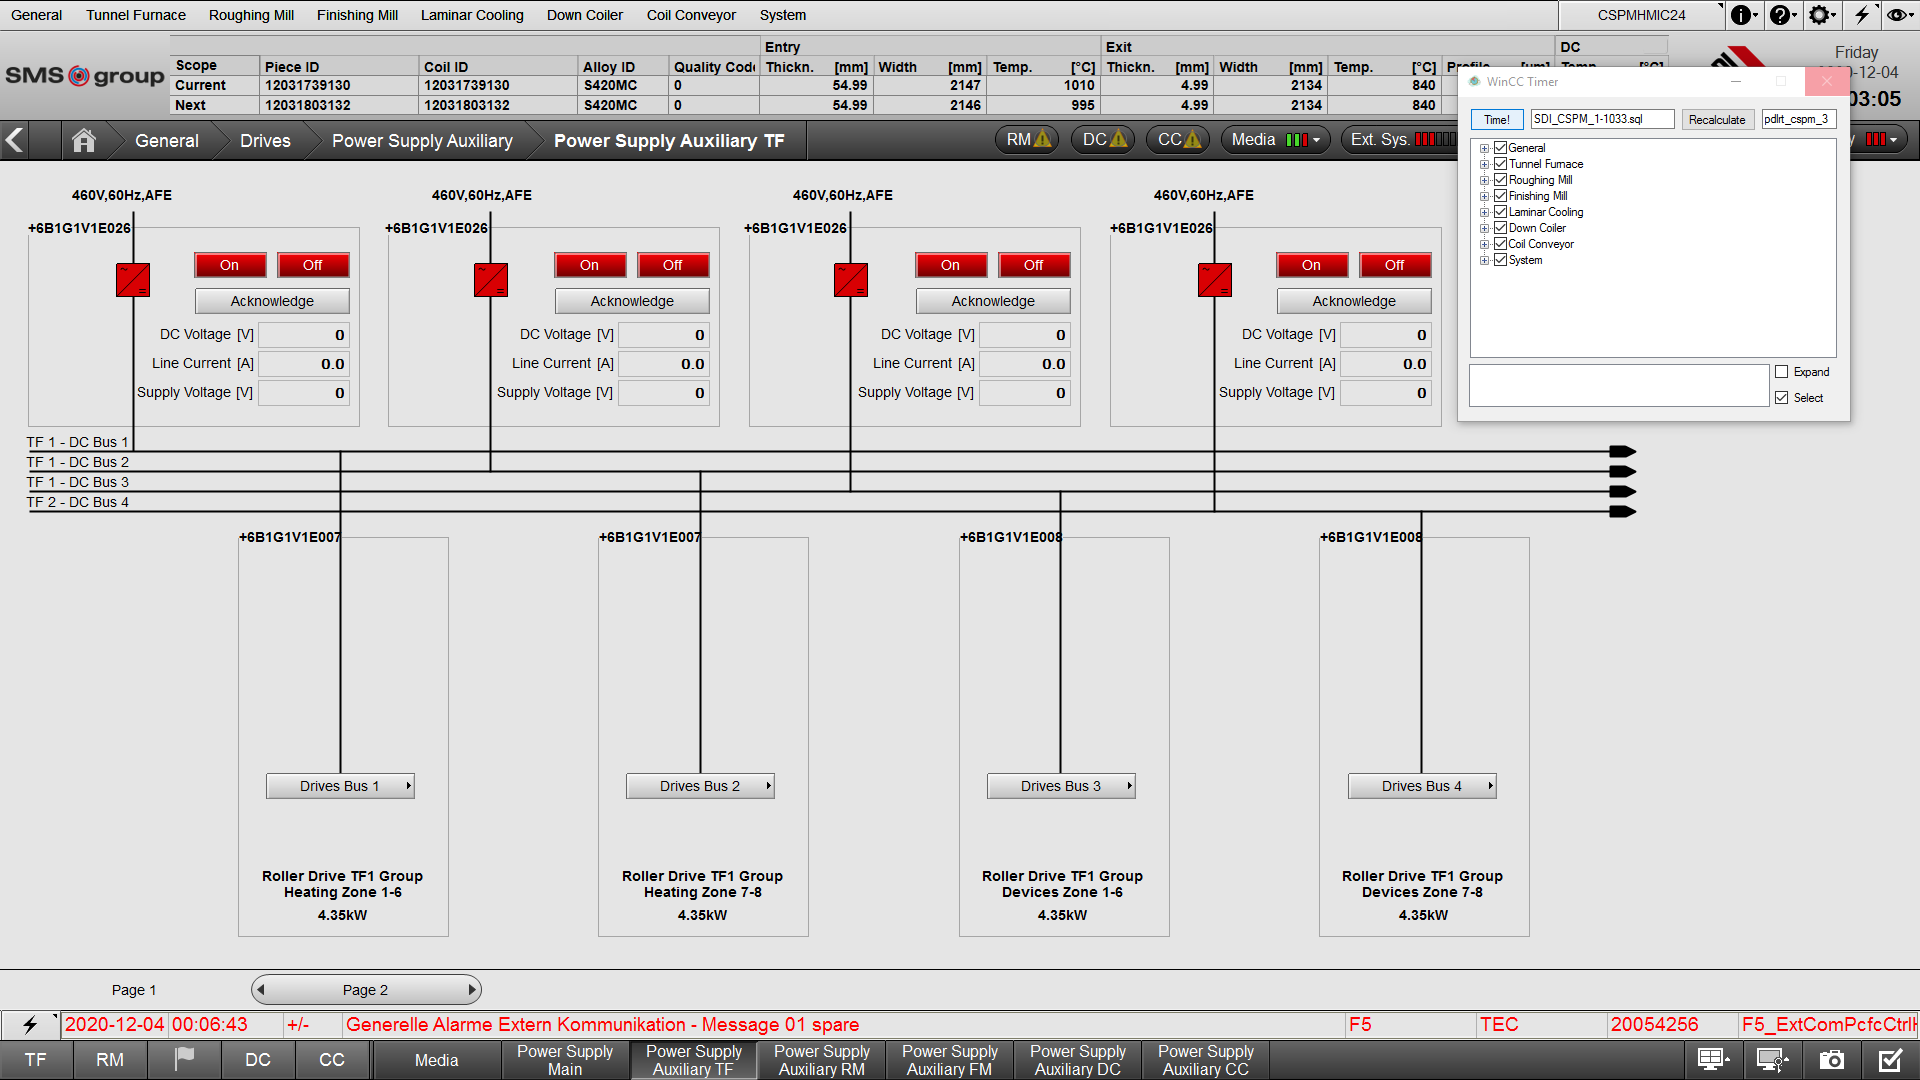 General Tunnel Furnace Roughing Mill Finishing Mill Laminar Cooling Down Coiler Coil Conveyor System CSPMHMIC24
SMS group
Entry Exit DC
Scope Piece ID Coil ID Alloy ID Quality Code Thickn. [mm] Width [mm] Temp. [°C] Thickn. [mm] Width [mm] Temp. [°C]
Current 12031739130 12031739130 S420MC 0 54.99 2147 1010 4.99 2134 840
Next 12031803132 12031803132 S420MC 0 54.99 2146 995 4.99 2134 840
Friday
-12-04
03:05
General Drives Power Supply Auxiliary Power Supply Auxiliary TF RM DC CC Media Ext. Sys.
WinCC Timer
Time! SDI_CSPM_1-1033.sql Recalculate pdlrt_cspm_3
General
Tunnel Furnace
Roughing Mill
Finishing Mill
Laminar Cooling
Down Coiler
Coil Conveyor
System
Expand
Select
460V,60Hz,AFE 460V,60Hz,AFE 460V,60Hz,AFE 460V,60Hz,AFE
+6B1G1V1E026 +6B1G1V1E026 +6B1G1V1E026 +6B1G1V1E026
On Off On Off On Off On Off
Acknowledge Acknowledge Acknowledge Acknowledge
DC Voltage [V] 0 DC Voltage [V] 0 DC Voltage [V] 0 DC Voltage [V] 0
Line Current [A] 0.0 Line Current [A] 0.0 Line Current [A] 0.0 Line Current [A] 0.0
Supply Voltage [V] 0 Supply Voltage [V] 0 Supply Voltage [V] 0 Supply Voltage [V] 0
TF 1 - DC Bus 1
TF 1 - DC Bus 2
TF 1 - DC Bus 3
TF 2 - DC Bus 4
+6B1G1V1E007 +6B1G1V1E007 +6B1G1V1E008 +6B1G1V1E008
Drives Bus 1 Drives Bus 2 Drives Bus 3 Drives Bus 4
Roller Drive TF1 Group Roller Drive TF1 Group Roller Drive TF1 Group Roller Drive TF1 Group
Heating Zone 1-6 Heating Zone 7-8 Devices Zone 1-6 Devices Zone 7-8
4.35kW 4.35kW 4.35kW 4.35kW
Page 1 Page 2
2020-12-04 00:06:43 +/- Generelle Alarme Extern Kommunikation - Message 01 spare F5 TEC 20054256 F5_ExtComPcfcCtrl
TF RM DC CC Media Power Supply Power Supply Power Supply Power Supply Power Supply Power Supply
Main Auxiliary TF Auxiliary RM Auxiliary FM Auxiliary DC Auxiliary CC